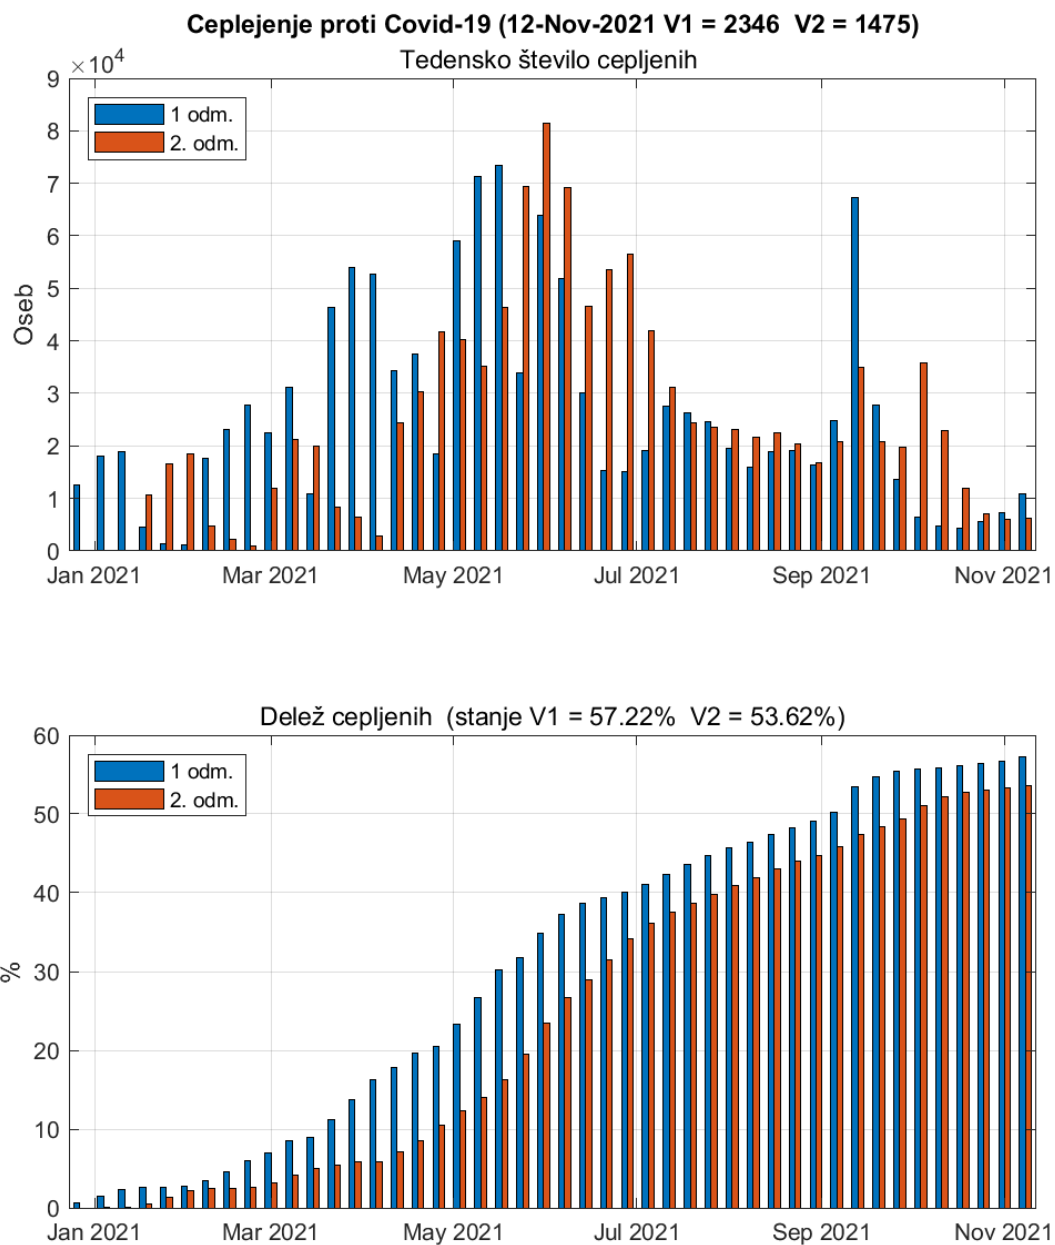 Ceplejenje proti Covid-19 (12-Nov-2021 V1 = 2346  V2 = 1475)
Tedensko število cepljenih
×10⁴
1 odm.
2. odm.
Oseb
9
8
7
6
5
4
3
2
1
0
Jan 2021 Mar 2021 May 2021 Jul 2021 Sep 2021 Nov 2021
Delež cepljenih  (stanje V1 = 57.22%  V2 = 53.62%)
1 odm.
2. odm.
%
60
50
40
30
20
10
0
Jan 2021 Mar 2021 May 2021 Jul 2021 Sep 2021 Nov 2021